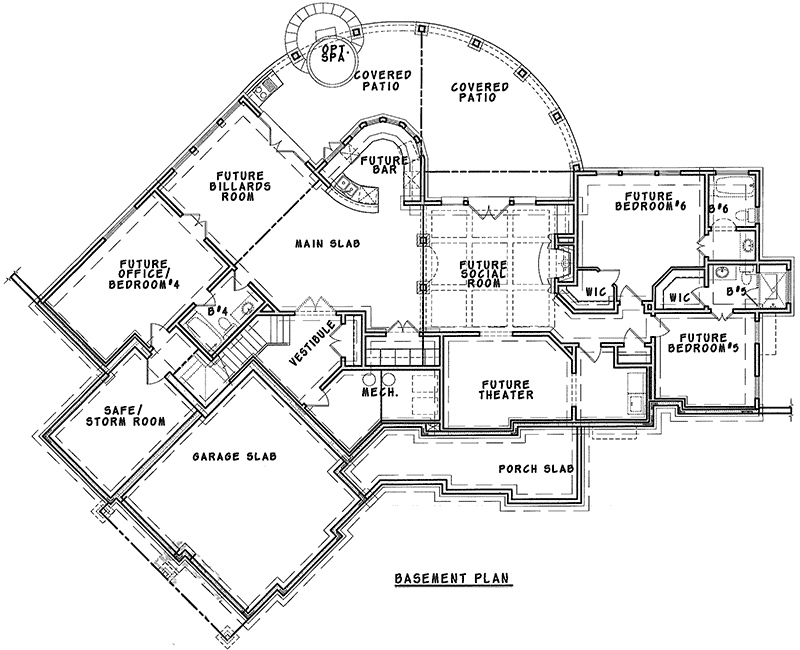 OPT.
SPA
COVERED
PATIO
COVERED
PATIO
FUTURE
BAR
FUTURE
BILLARDS
ROOM
FUTURE
BEDROOM#6
B#6
MAIN SLAB
FUTURE
OFFICE/
BEDROOM#4
FUTURE
SOCIAL
ROOM
WIC
WIC
B#5
B#4
VESTIBULE
FUTURE
BEDROOM#5
FUTURE
THEATER
MECH.
SAFE/
STORM ROOM
GARAGE SLAB
PORCH SLAB
BASEMENT PLAN